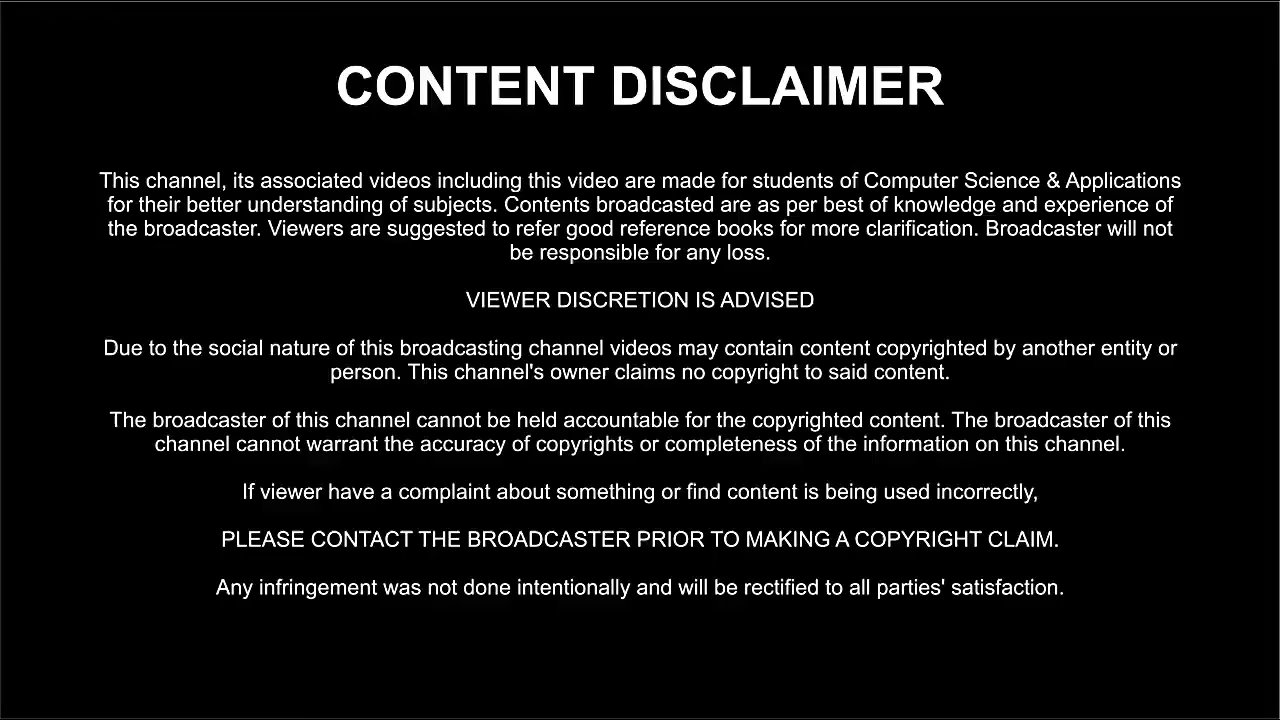 CONTENT DISCLAIMER
This channel, its associated videos including this video are made for students of Computer Science & Applications
for their better understanding of subjects. Contents broadcasted are as per best of knowledge and experience of
the broadcaster. Viewers are suggested to refer good reference books for more clarification. Broadcaster will not
be responsible for any loss.
VIEWER DISCRETION IS ADVISED
Due to the social nature of this broadcasting channel videos may contain content copyrighted by another entity or
person. This channel's owner claims no copyright to said content.
The broadcaster of this channel cannot be held accountable for the copyrighted content. The broadcaster of this
channel cannot warrant the accuracy of copyrights or completeness of the information on this channel.
If viewer have a complaint about something or find content is being used incorrectly,
PLEASE CONTACT THE BROADCASTER PRIOR TO MAKING A COPYRIGHT CLAIM.
Any infringement was not done intentionally and will be rectified to all parties' satisfaction.